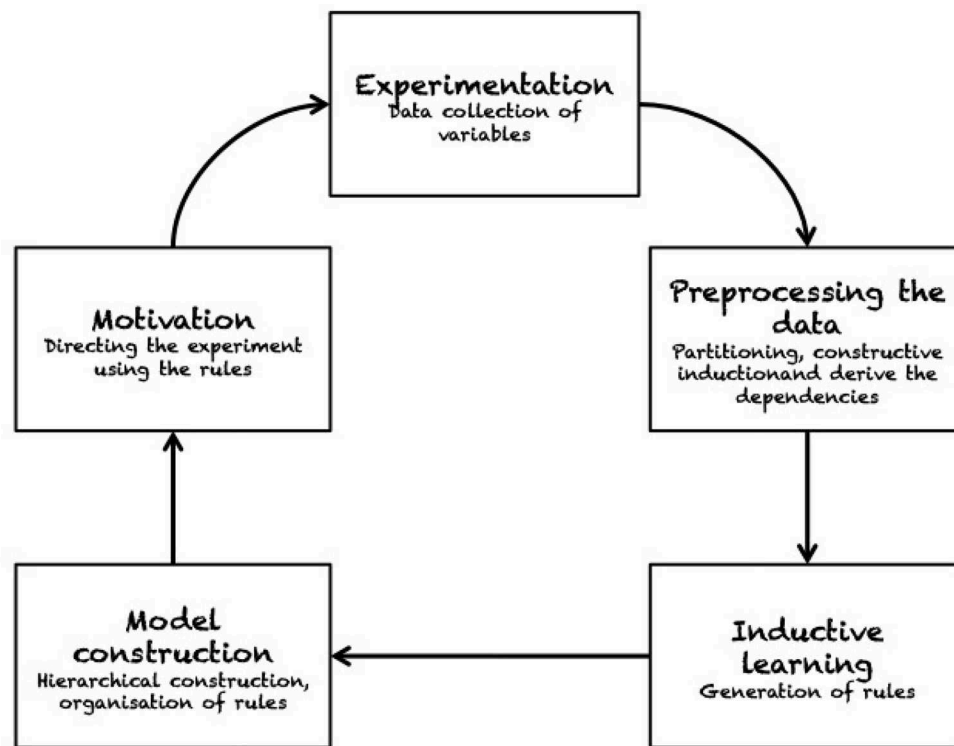 Experimentation
Data collection of
variables
Preprocessing the
data
Partitioning, constructive
inductionand derive the
dependencies
Inductive
learning
Generation of rules
Model
construction
Hierarchical construction,
organisation of rules
Motivation
Directing the experiment
using the rules